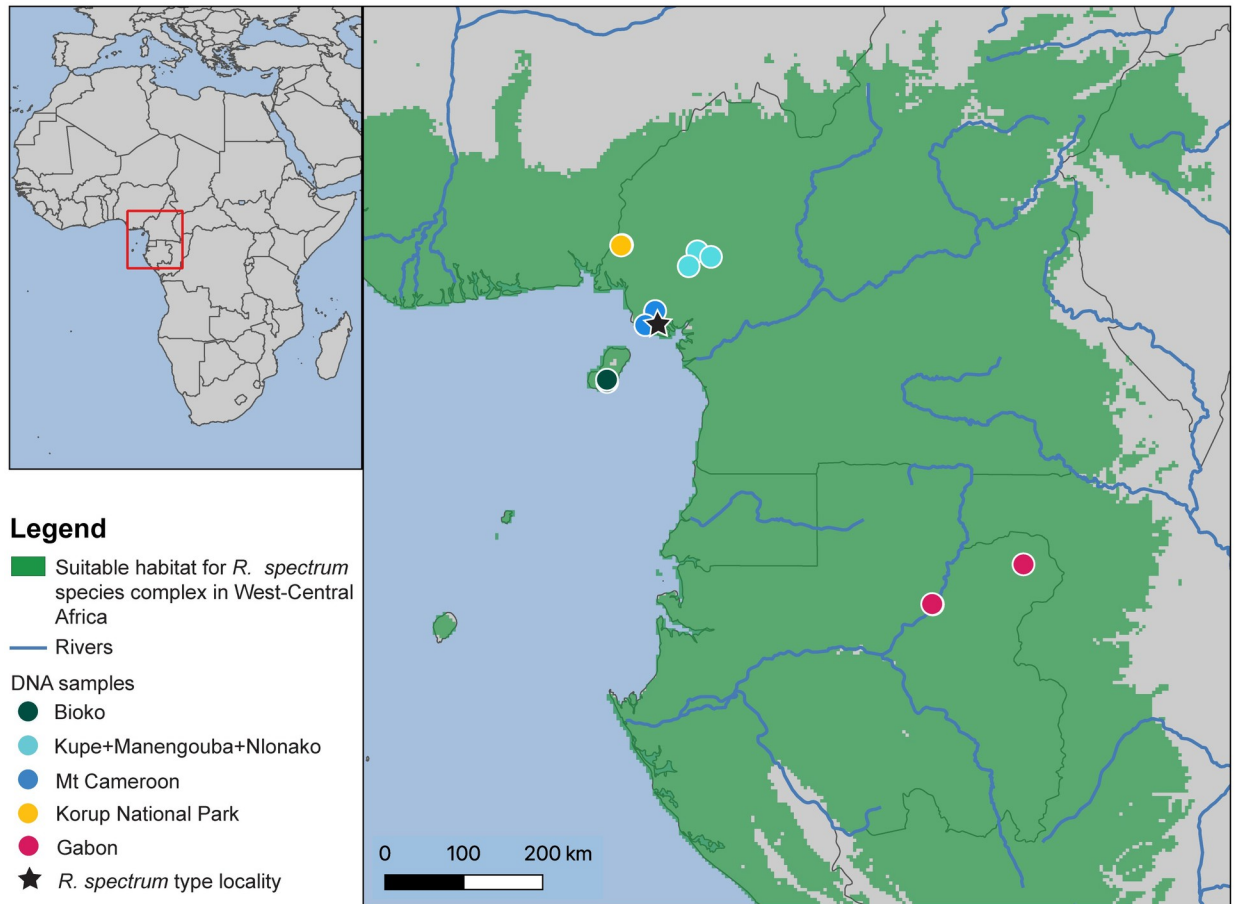 Legend
Suitable habitat for R. spectrum
species complex in West-Central
Africa
Rivers
DNA samples
Bioko
Kupe+Manengouba+Nlonako
Mt Cameroon
Korup National Park
Gabon
R. spectrum type locality
0 100 200 km